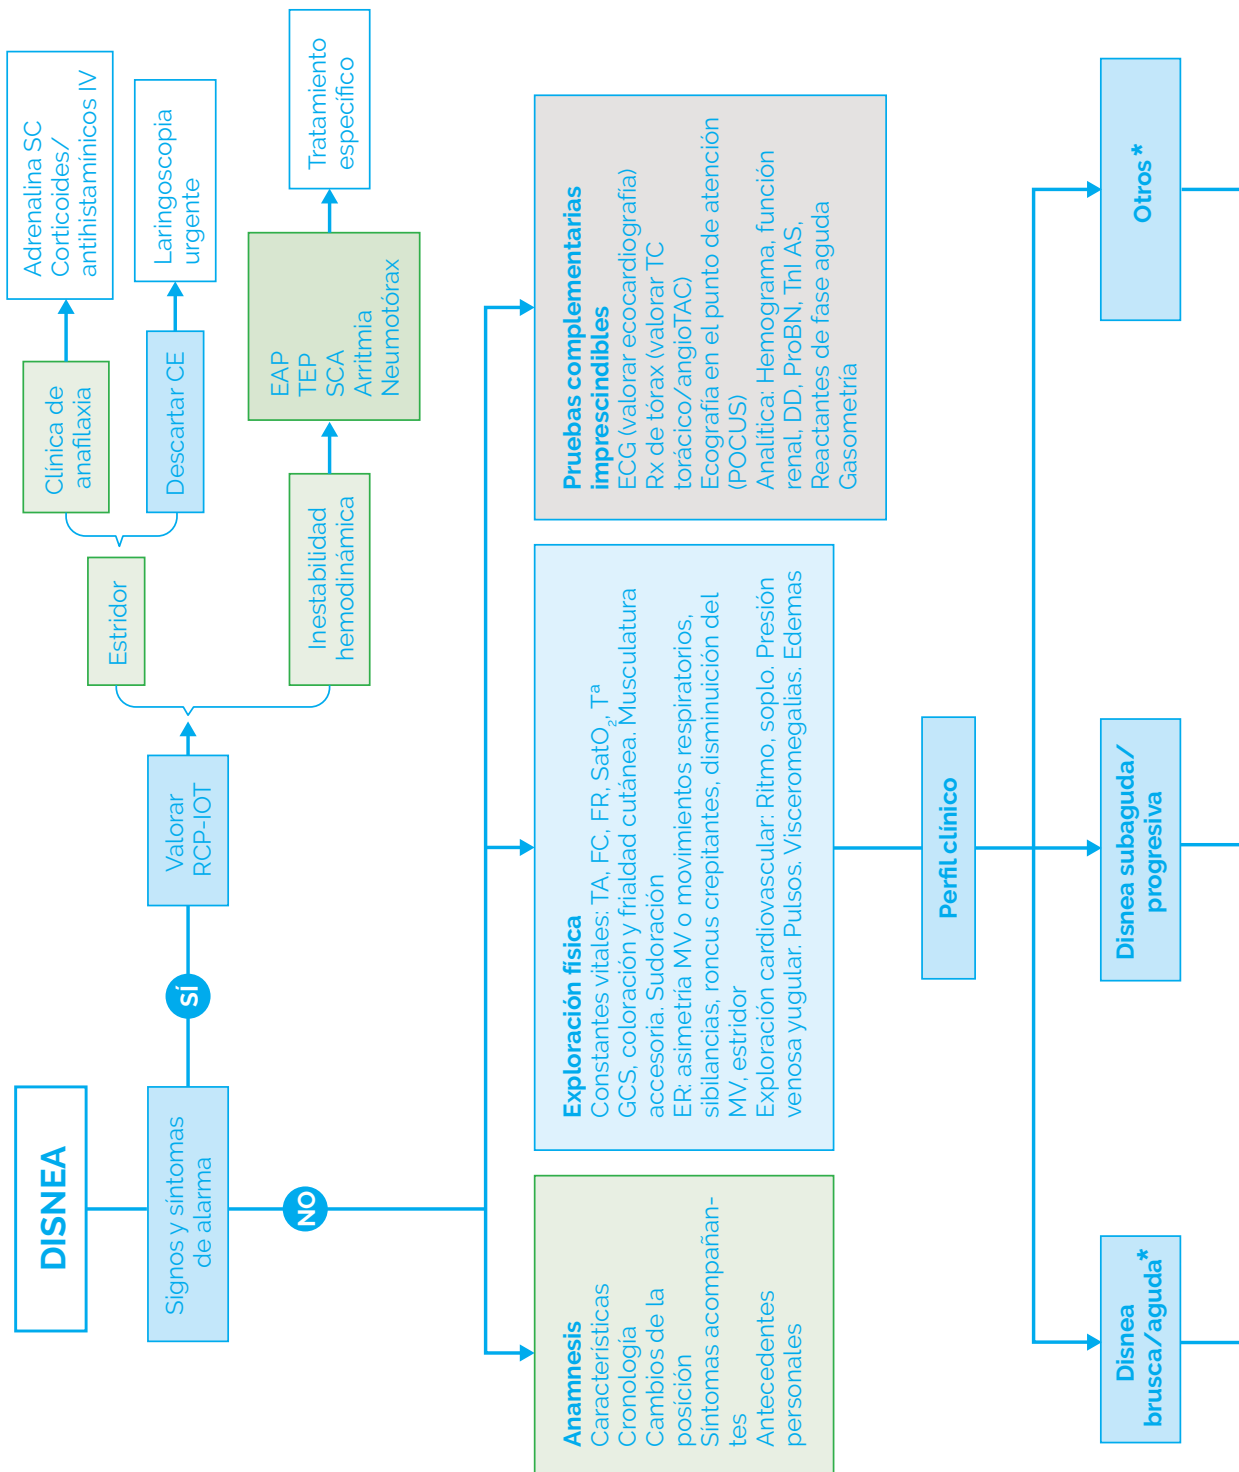 DISNEA
Signos y síntomas
de alarma
SÍ
Valorar
RCP-IOT
Estridor
Clínica de
anafilaxia
Adrenalina SC
Corticoides/
antihistamínicos IV
Descartar CE
Laringoscopia
urgente
Inestabilidad
hemodinámica
EAP
TEP
SCA
Arritmia
Neumotórax
Tratamiento
específico
NO
Anamnesis
Características
Cronología
Cambios de la
posición
Síntomas acompañan-
tes
Antecedentes
personales
Exploración física
Constantes vitales: TA, FC, FR, SatO₂, Tª
GCS, coloración y frialdad cutánea. Musculatura
accesoria. Sudoración
ER: asimetría MV o movimientos respiratorios,
sibilancias, roncus crepitantes, disminuición del
MV, estridor
Exploración cardiovascular: Ritmo, soplo. Presión
venosa yugular. Pulsos. Visceromegalias. Edemas
Pruebas complementarias
imprescindibles
ECG (valorar ecocardiografía)
Rx de tórax (valorar TC
torácico/angioTAC)
Ecografía en el punto de atención
(POCUS)
Analítica: Hemograma, función
renal, DD, ProBN, TnI AS,
Reactantes de fase aguda
Gasometría
Perfil clínico
Disnea
brusca/aguda*
Disnea subaguda/
progresiva
Otros*